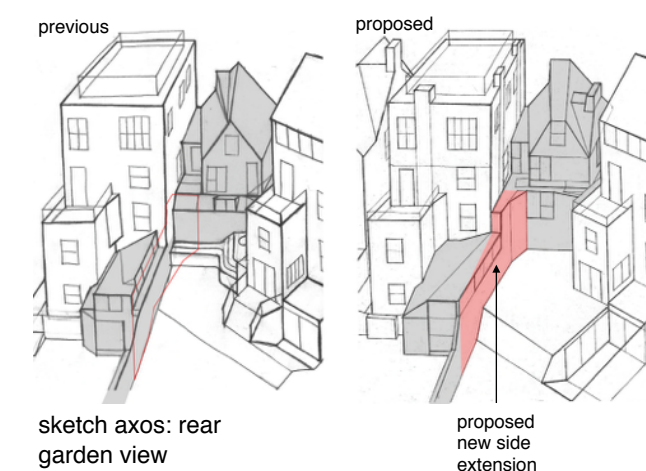 previous
proposed
sketch axos: rear
garden view
proposed
new side
extension